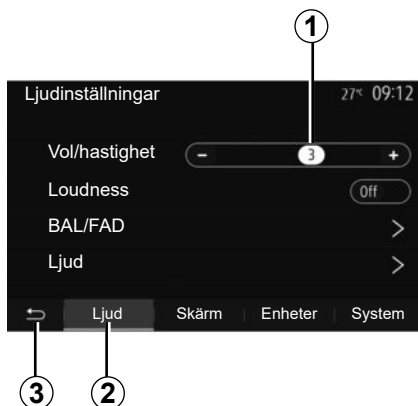 1
Ljudinställningar 27°C 09:12
Vol/hastighet - 3 +
Loudness Off
BAL/FAD >
Ljud >
Ljud Skärm Enheter System
3 2